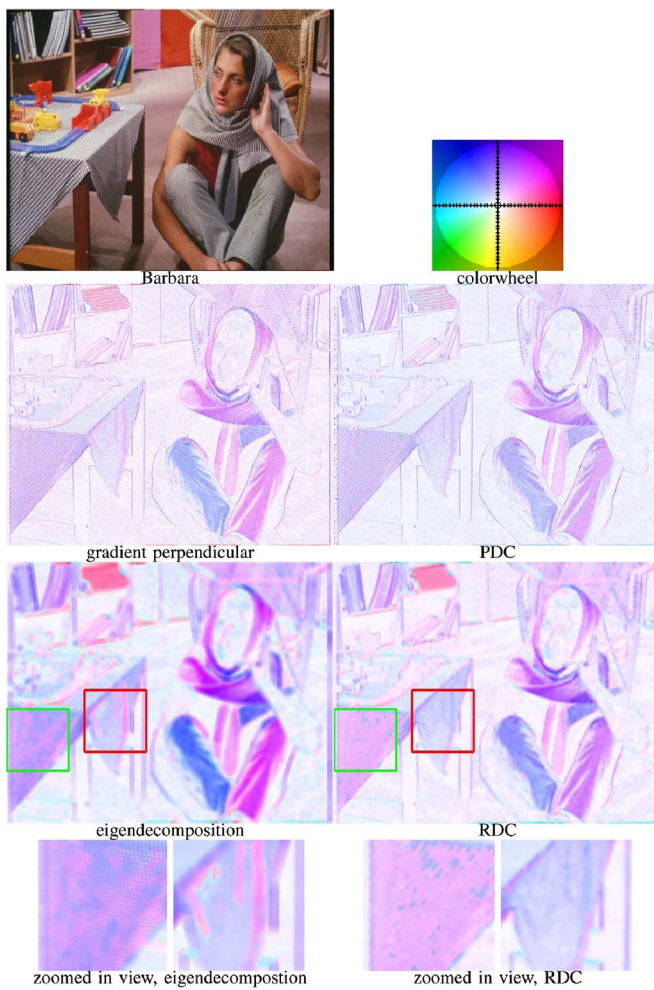 Barbara
colorwheel
gradient perpendicular
PDC
eigendecomposition
RDC
zoomed in view, eigendecompostion
zoomed in view, RDC